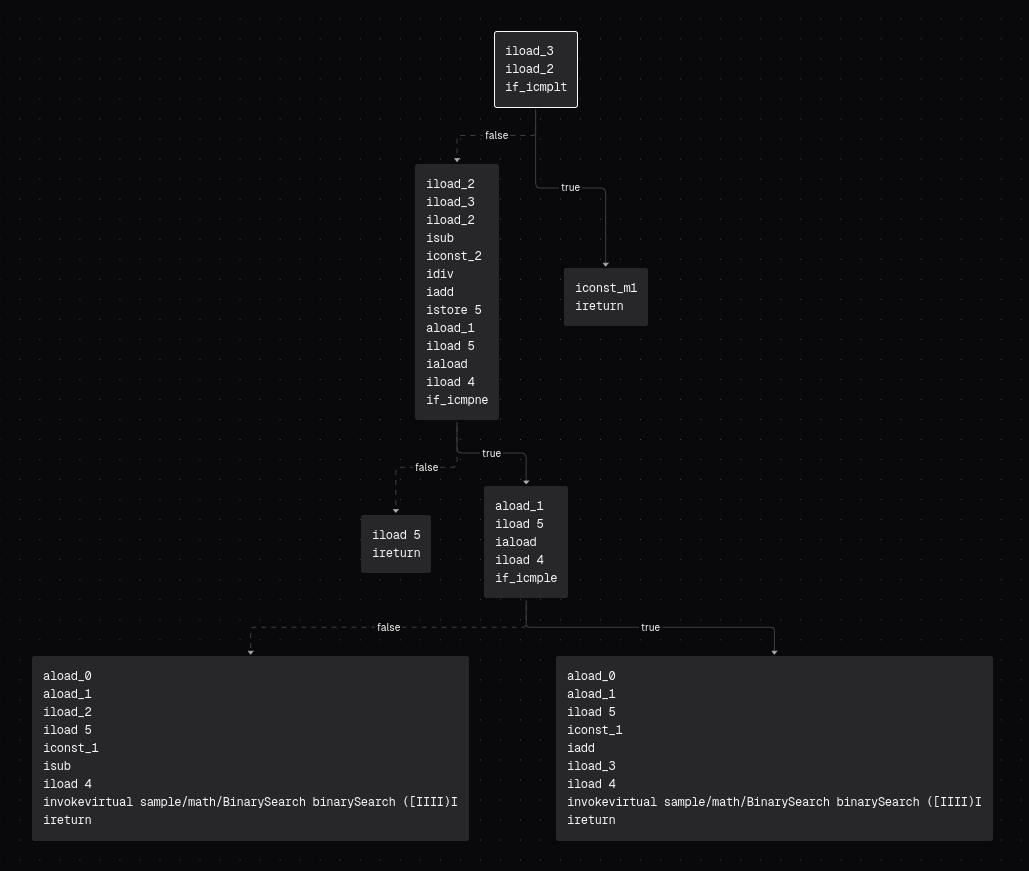 iload_3
iload_2
if_icmplt
false
true
iload_2
iload_3
iload_2
isub
iconst_2
idiv
iadd
istore 5
aload_1
iload 5
iaload
iload 4
if_icmpne
iconst_m1
ireturn
true
false
iload 5
ireturn
aload_1
iload 5
iaload
iload 4
if_icmple
false
true
aload_0
aload_1
iload_2
iload 5
iconst_1
isub
iload 4
invokevirtual sample/math/BinarySearch binarySearch ([IIII)I
ireturn
aload_0
aload_1
iload 5
iconst_1
iadd
iload_3
iload 4
invokevirtual sample/math/BinarySearch binarySearch ([IIII)I
ireturn